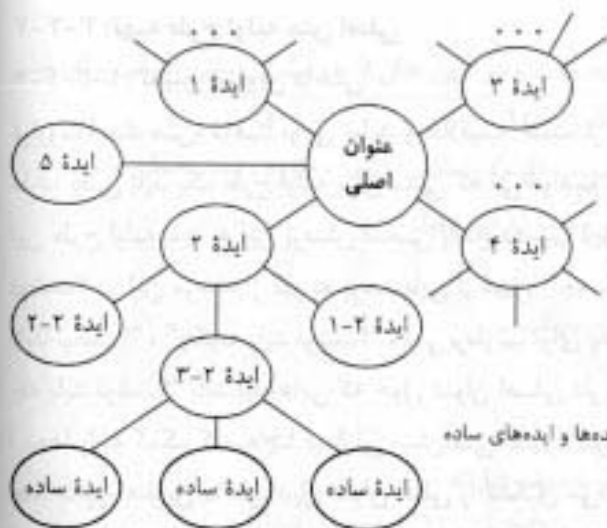 ...
...
ایدهٔ ۳
ایدهٔ ۱
عنوان
اصلی
ایدهٔ ۵
...
ایدهٔ ۴
ایدهٔ ۲
ایدهٔ ۱-۲
ایدهٔ ۲-۲
ایدهٔ ۳-۲
ده‌ها و ایده‌های ساده
ایدهٔ ساده
ایدهٔ ساده
ایدهٔ ساده